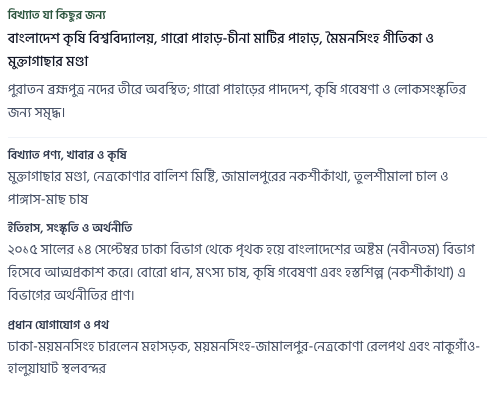 বিখ্যাত যা কিছুর জন্য
বাংলাদেশ কৃষি বিশ্ববিদ্যালয়, গারো পাহাড়-চীনা মাটির পাহাড়, মৈমনসিংহ গীতিকা ও
মুক্তাগাছার মণ্ডা
পুরাতন ব্রহ্মপুত্র নদের তীরে অবস্থিত; গারো পাহাড়ের পাদদেশ, কৃষি গবেষণা ও লোকসংস্কৃতির
জন্য সমৃদ্ধ।
বিখ্যাত পণ্য, খাবার ও কৃষি
মুক্তাগাছার মণ্ডা, নেত্রকোণার বালিশ মিষ্টি, জামালপুরের নকশীকাঁথা, তুলশীমালা চাল ও
পাঙ্গাস-মাছ চাষ
ইতিহাস, সংস্কৃতি ও অর্থনীতি
২০১৫ সালের ১৪ সেপ্টেম্বর ঢাকা বিভাগ থেকে পৃথক হয়ে বাংলাদেশের অষ্টম (নবীনতম) বিভাগ
হিসেবে আত্মপ্রকাশ করে। বোরো ধান, মৎস্য চাষ, কৃষি গবেষণা এবং হস্তশিল্প (নকশীকাঁথা) এ
বিভাগের অর্থনীতির প্রাণ।
প্রধান যোগাযোগ ও পথ
ঢাকা-ময়মনসিংহ চারলেন মহাসড়ক, ময়মনসিংহ-জামালপুর-নেত্রকোণা রেলপথ এবং নাকুগাঁও-
হালুয়াঘাট স্থলবন্দর